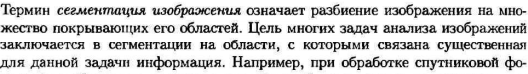 Термин сегментация изображения означает разбиение изображения на мно-
жество покрывающих его областей. Цель многих задач анализа изображений
заключается в сегментации на области, с которыми связана существенная
для данной задачи информация. Например, при обработке спутниковой фо-